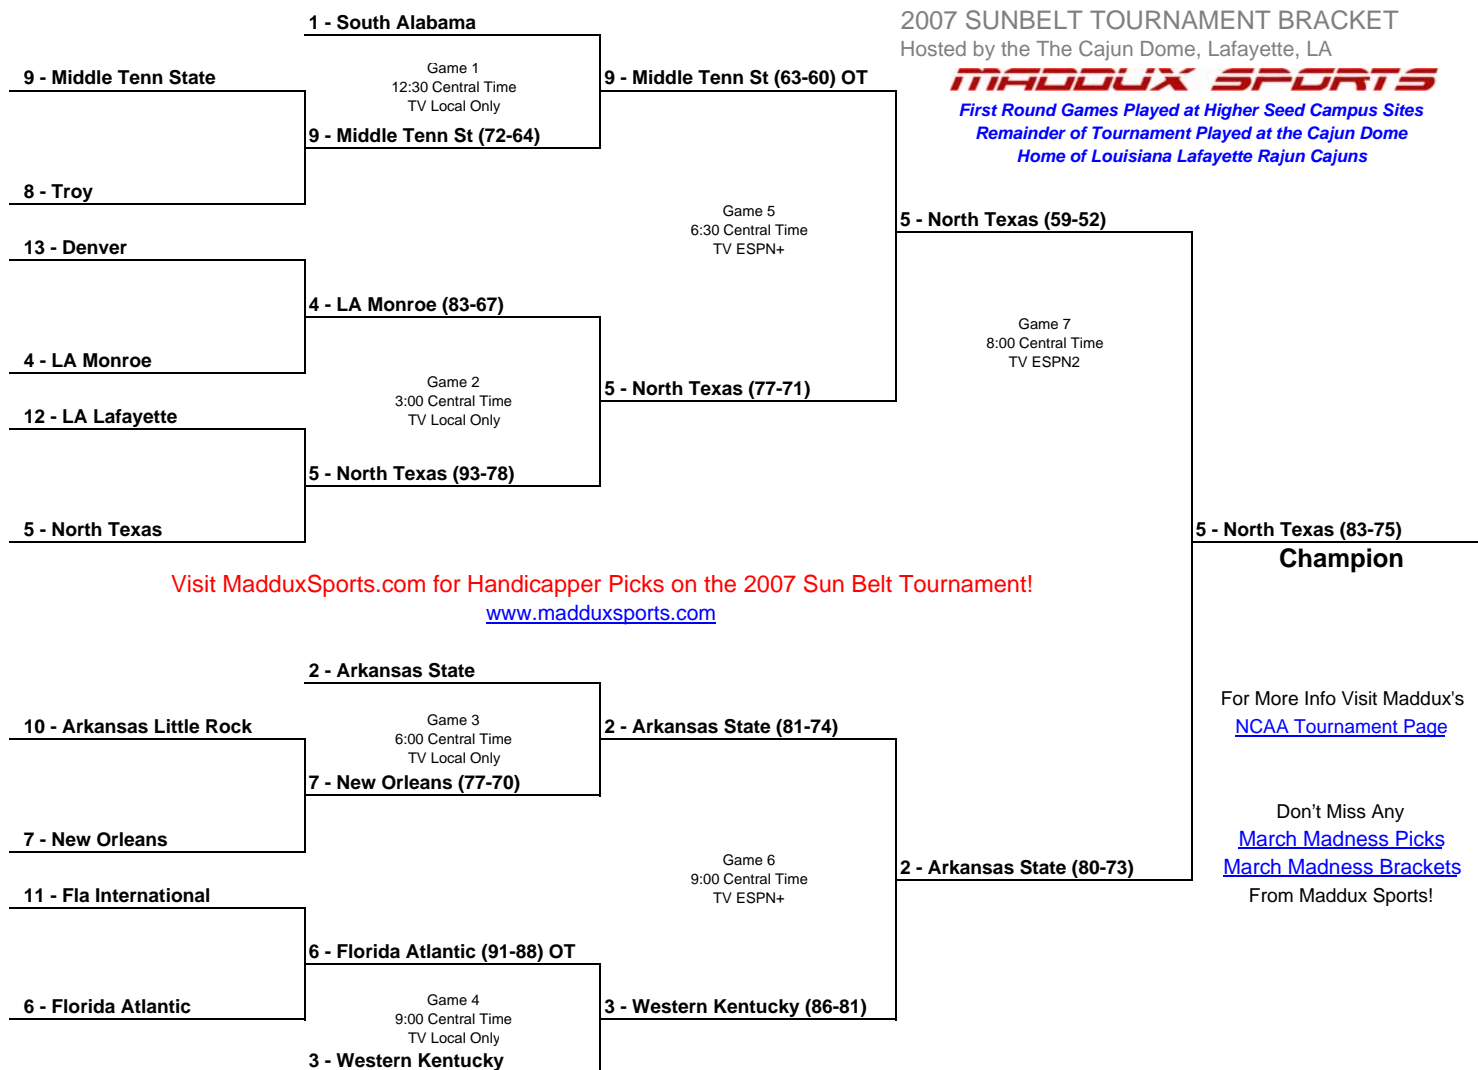 1 - South Alabama
2007 SUNBELT TOURNAMENT BRACKET
Hosted by the The Cajun Dome, Lafayette, LA
MADDUX SPORTS
First Round Games Played at Higher Seed Campus Sites
Remainder of Tournament Played at the Cajun Dome
Home of Louisiana Lafayette Rajun Cajuns
9 - Middle Tenn State
Game 1
12:30 Central Time
TV Local Only
9 - Middle Tenn St (63-60) OT
9 - Middle Tenn St (72-64)
8 - Troy
Game 5
6:30 Central Time
TV ESPN+
5 - North Texas (59-52)
13 - Denver
4 - LA Monroe (83-67)
Game 7
8:00 Central Time
TV ESPN2
4 - LA Monroe
Game 2
3:00 Central Time
TV Local Only
5 - North Texas (77-71)
12 - LA Lafayette
5 - North Texas (93-78)
5 - North Texas
5 - North Texas (83-75)
Champion
Visit MadduxSports.com for Handicapper Picks on the 2007 Sun Belt Tournament!
www.madduxsports.com
2 - Arkansas State
10 - Arkansas Little Rock
Game 3
6:00 Central Time
TV Local Only
2 - Arkansas State (81-74)
For More Info Visit Maddux's
NCAA Tournament Page
7 - New Orleans (77-70)
7 - New Orleans
Don't Miss Any
March Madness Picks
March Madness Brackets
From Maddux Sports!
Game 6
9:00 Central Time
TV ESPN+
2 - Arkansas State (80-73)
11 - Fla International
6 - Florida Atlantic (91-88) OT
6 - Florida Atlantic
Game 4
9:00 Central Time
TV Local Only
3 - Western Kentucky (86-81)
3 - Western Kentucky